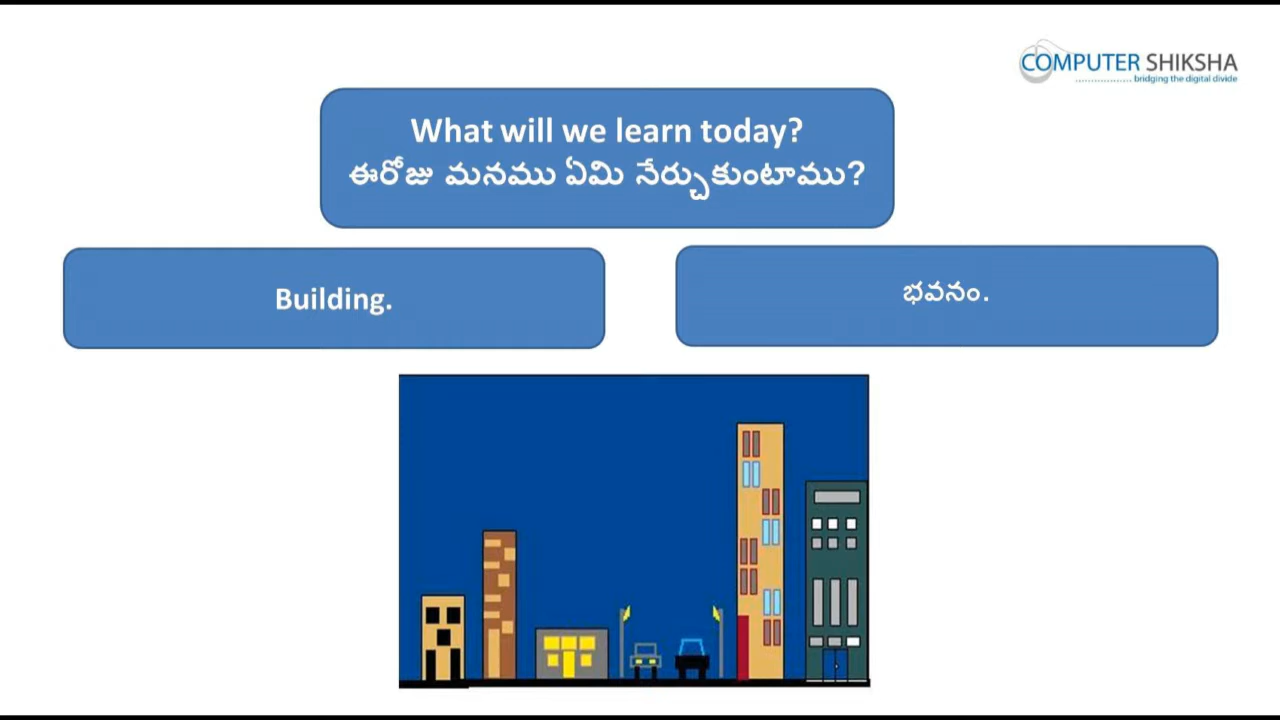 COMPUTER SHIKSHA
bridging the digital divide
What will we learn today?
ఈరోజు మనము ఏమి నేర్చుకుంటాము?
Building.
భవనం.